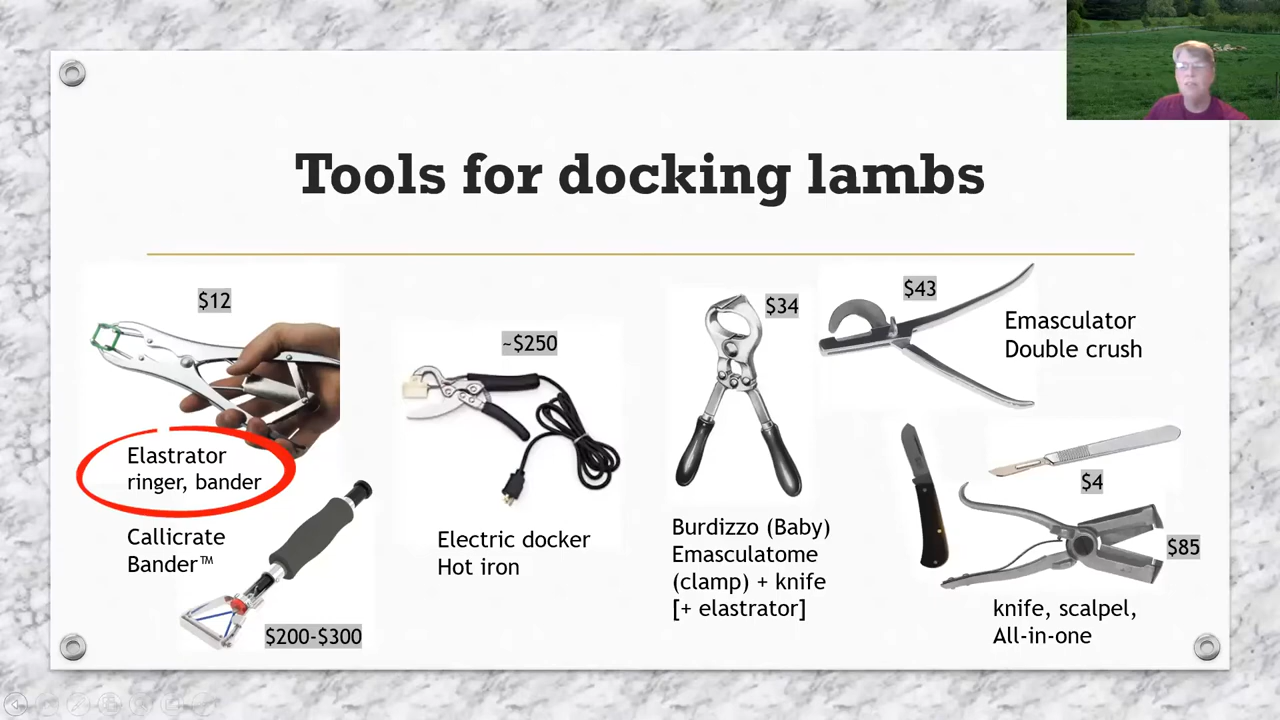 Tools for docking lambs
$12
Elastrator
ringer, bander
Callicrate
Bander™
$200-$300
~$250
Electric docker
Hot iron
$34
Burdizzo (Baby)
Emasculatome
(clamp) + knife
[+ elastrator]
$43
Emasculator
Double crush
$4
$85
knife, scalpel,
All-in-one